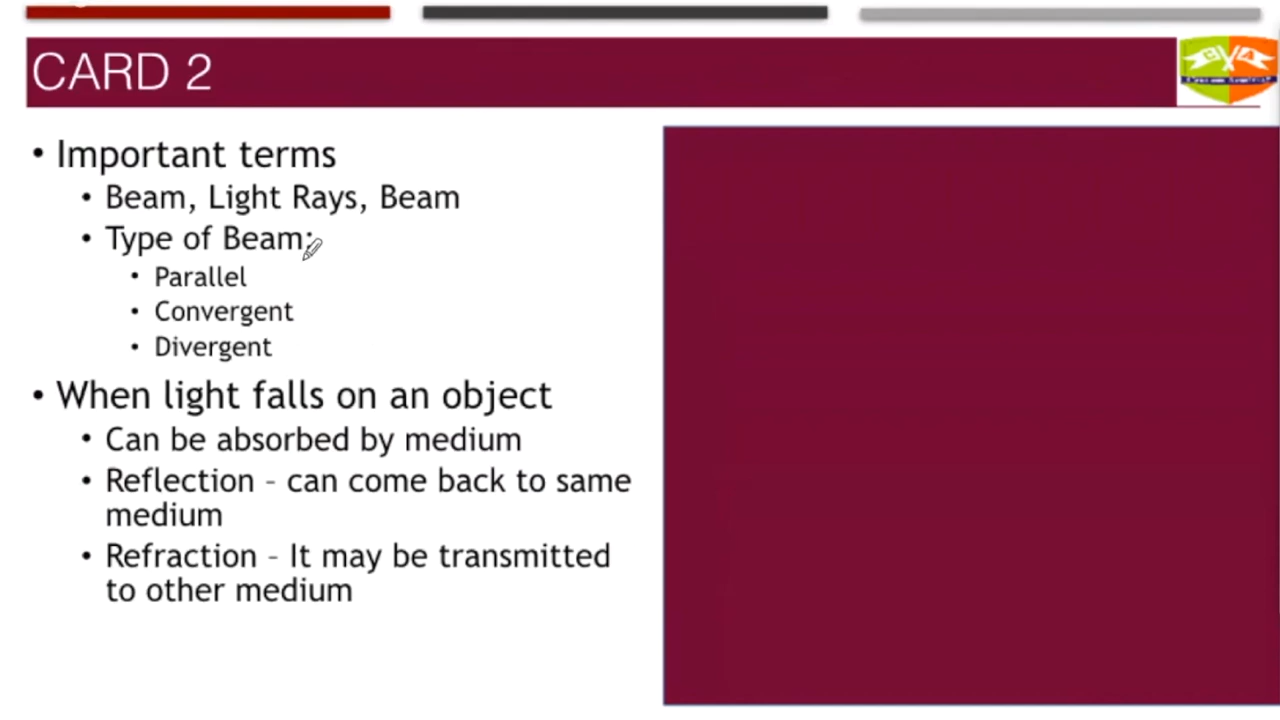 CARD 2
• Important terms
• Beam, Light Rays, Beam
• Type of Beam:
• Parallel
• Convergent
• Divergent
• When light falls on an object
• Can be absorbed by medium
• Reflection – can come back to same
medium
• Refraction – It may be transmitted
to other medium